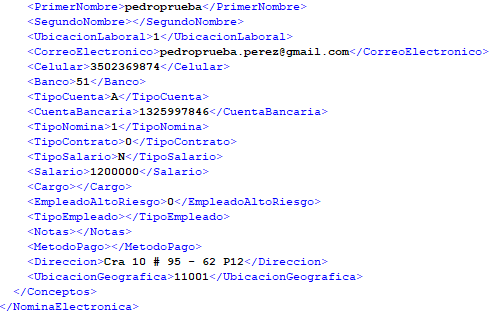 <PrimerNombre>pedroprueba</PrimerNombre>
<SegundoNombre></SegundoNombre>
<UbicacionLaboral>1</UbicacionLaboral>
<CorreoElectronico>pedroprueba.perez@gmail.com</CorreoElectronico>
<Celular>3502369874</Celular>
<Banco>51</Banco>
<TipoCuenta>A</TipoCuenta>
<CuentaBancaria>1325997846</CuentaBancaria>
<TipoNomina>1</TipoNomina>
<TipoContrato>0</TipoContrato>
<TipoSalario>N</TipoSalario>
<Salario>1200000</Salario>
<Cargo></Cargo>
<EmpleadoAltoRiesgo>0</EmpleadoAltoRiesgo>
<TipoEmpleado></TipoEmpleado>
<Notas></Notas>
<MetodoPago></MetodoPago>
<Direccion>Cra 10 # 95 - 62 P12</Direccion>
<UbicacionGeografica>11001</UbicacionGeografica>
</Conceptos>
</NominaElectronica>